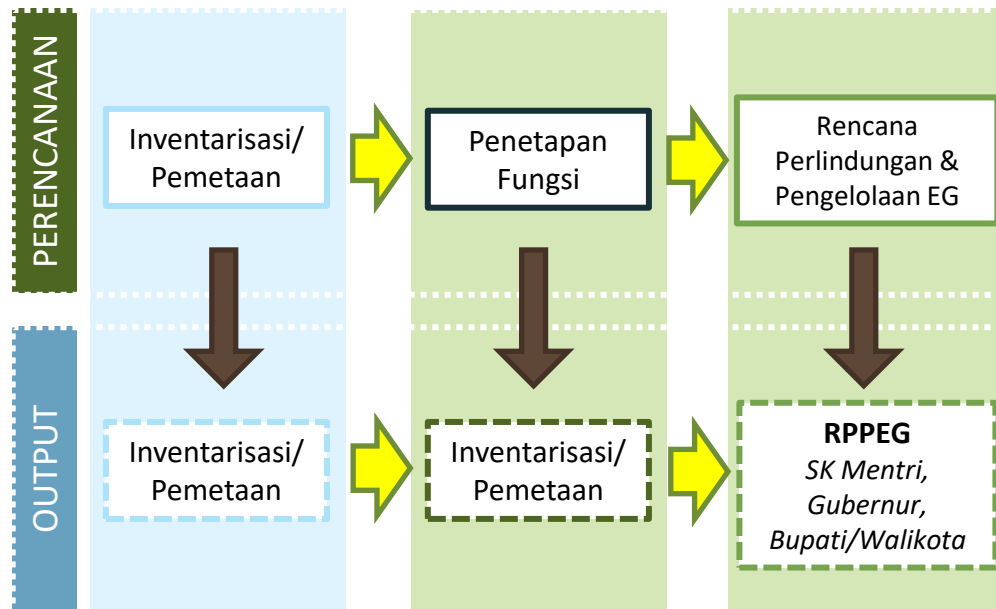 PERENCANAAN
Inventarisasi/
Pemetaan
Penetapan
Fungsi
Rencana
Perlindungan &
Pengelolaan EG
OUTPUT
Inventarisasi/
Pemetaan
Inventarisasi/
Pemetaan
RPPEG
SK Mentri,
Gubernur,
Bupati/Walikota